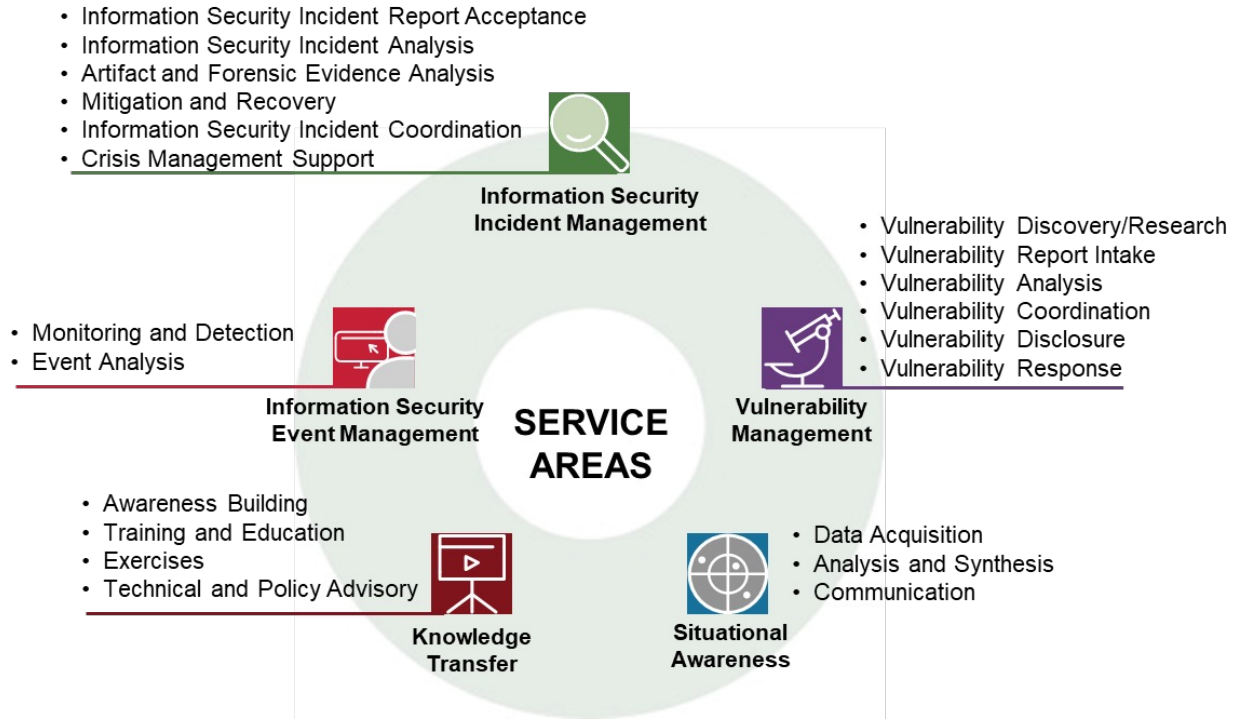 • Information Security Incident Report Acceptance
• Information Security Incident Analysis
• Artifact and Forensic Evidence Analysis
• Mitigation and Recovery
• Information Security Incident Coordination
• Crisis Management Support
Information Security
Incident Management
• Vulnerability Discovery/Research
• Vulnerability Report Intake
• Vulnerability Analysis
• Vulnerability Coordination
• Vulnerability Disclosure
• Vulnerability Response
Vulnerability
Management
• Monitoring and Detection
• Event Analysis
Information Security
Event Management
SERVICE
AREAS
• Awareness Building
• Training and Education
• Exercises
• Technical and Policy Advisory
Knowledge
Transfer
• Data Acquisition
• Analysis and Synthesis
• Communication
Situational
Awareness